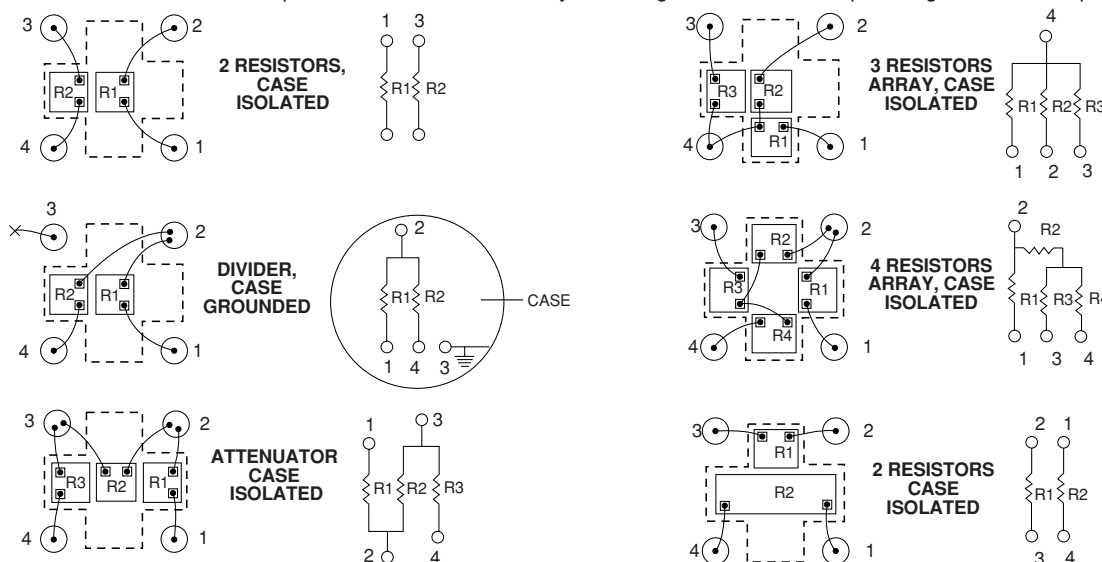 3
2
R2
R1
4
1
2 RESISTORS,
CASE
ISOLATED
1 3
R1 R2
3
2
R3
R2
R1
4
1
3 RESISTORS
ARRAY, CASE
ISOLATED
4
R1 R2 R3
1 2 3
3
2
R2
R1
4
1
DIVIDER,
CASE
GROUNDED
2
R1 R2
CASE
1 4 3
3
2
R2
R3
R1
R4
4
1
4 RESISTORS
ARRAY, CASE
ISOLATED
2
R2
R1 R3 R4
1 3 4
3
2
R3 R2 R1
4
1
ATTENUATOR
CASE
ISOLATED
1
3
R1 R2 R3
2
4
3
2
R1
R2
4
1
2 RESISTORS
CASE
ISOLATED
2 1
R1 R2
3 4